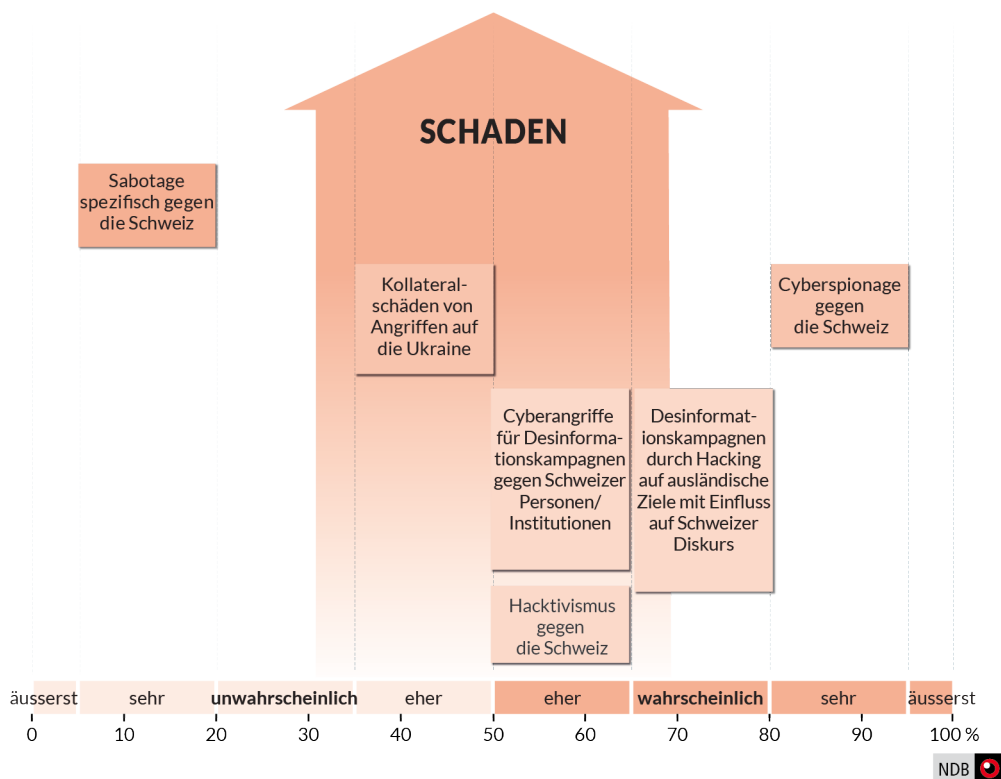 SCHADEN
Sabotage
spezifisch gegen
die Schweiz
Kollateral-
schäden von
Angriffen auf
die Ukraine
Cyberspionage
gegen
die Schweiz
Cyberangriffe
für Desinforma-
tionskampagnen
gegen Schweizer
Personen/
Institutionen
Desinformat-
ionskampagnen
durch Hacking
auf ausländische
Ziele mit Einfluss
auf Schweizer
Diskurs
Hacktivismus
gegen
die Schweiz
äusserst sehr unwahrscheinlich eher eher wahrscheinlich sehr äusserst
0 10 20 30 40 50 60 70 80 90 100 %
NDB